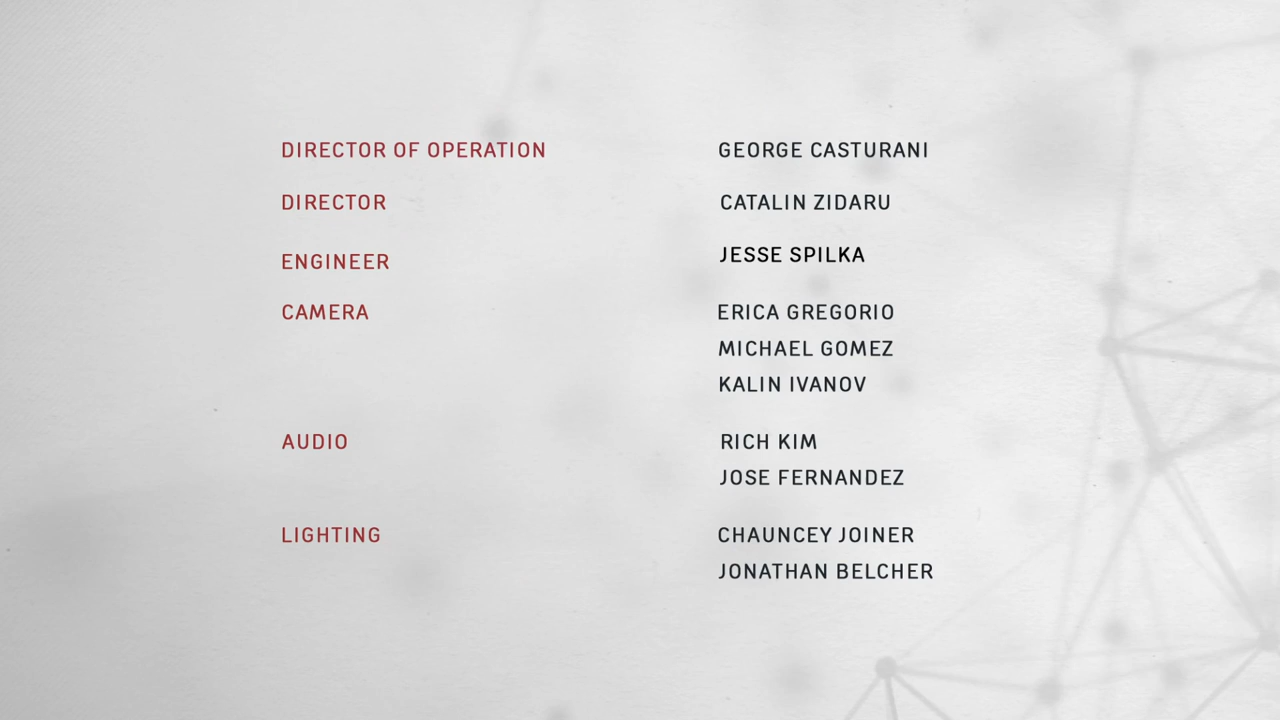 DIRECTOR OF OPERATION GEORGE CASTURANI
DIRECTOR CATALIN ZIDARU
ENGINEER JESSE SPILKA
CAMERA ERICA GREGORIO
MICHAEL GOMEZ
KALIN IVANOV
AUDIO RICH KIM
JOSE FERNANDEZ
LIGHTING CHAUNCEY JOINER
JONATHAN BELCHER